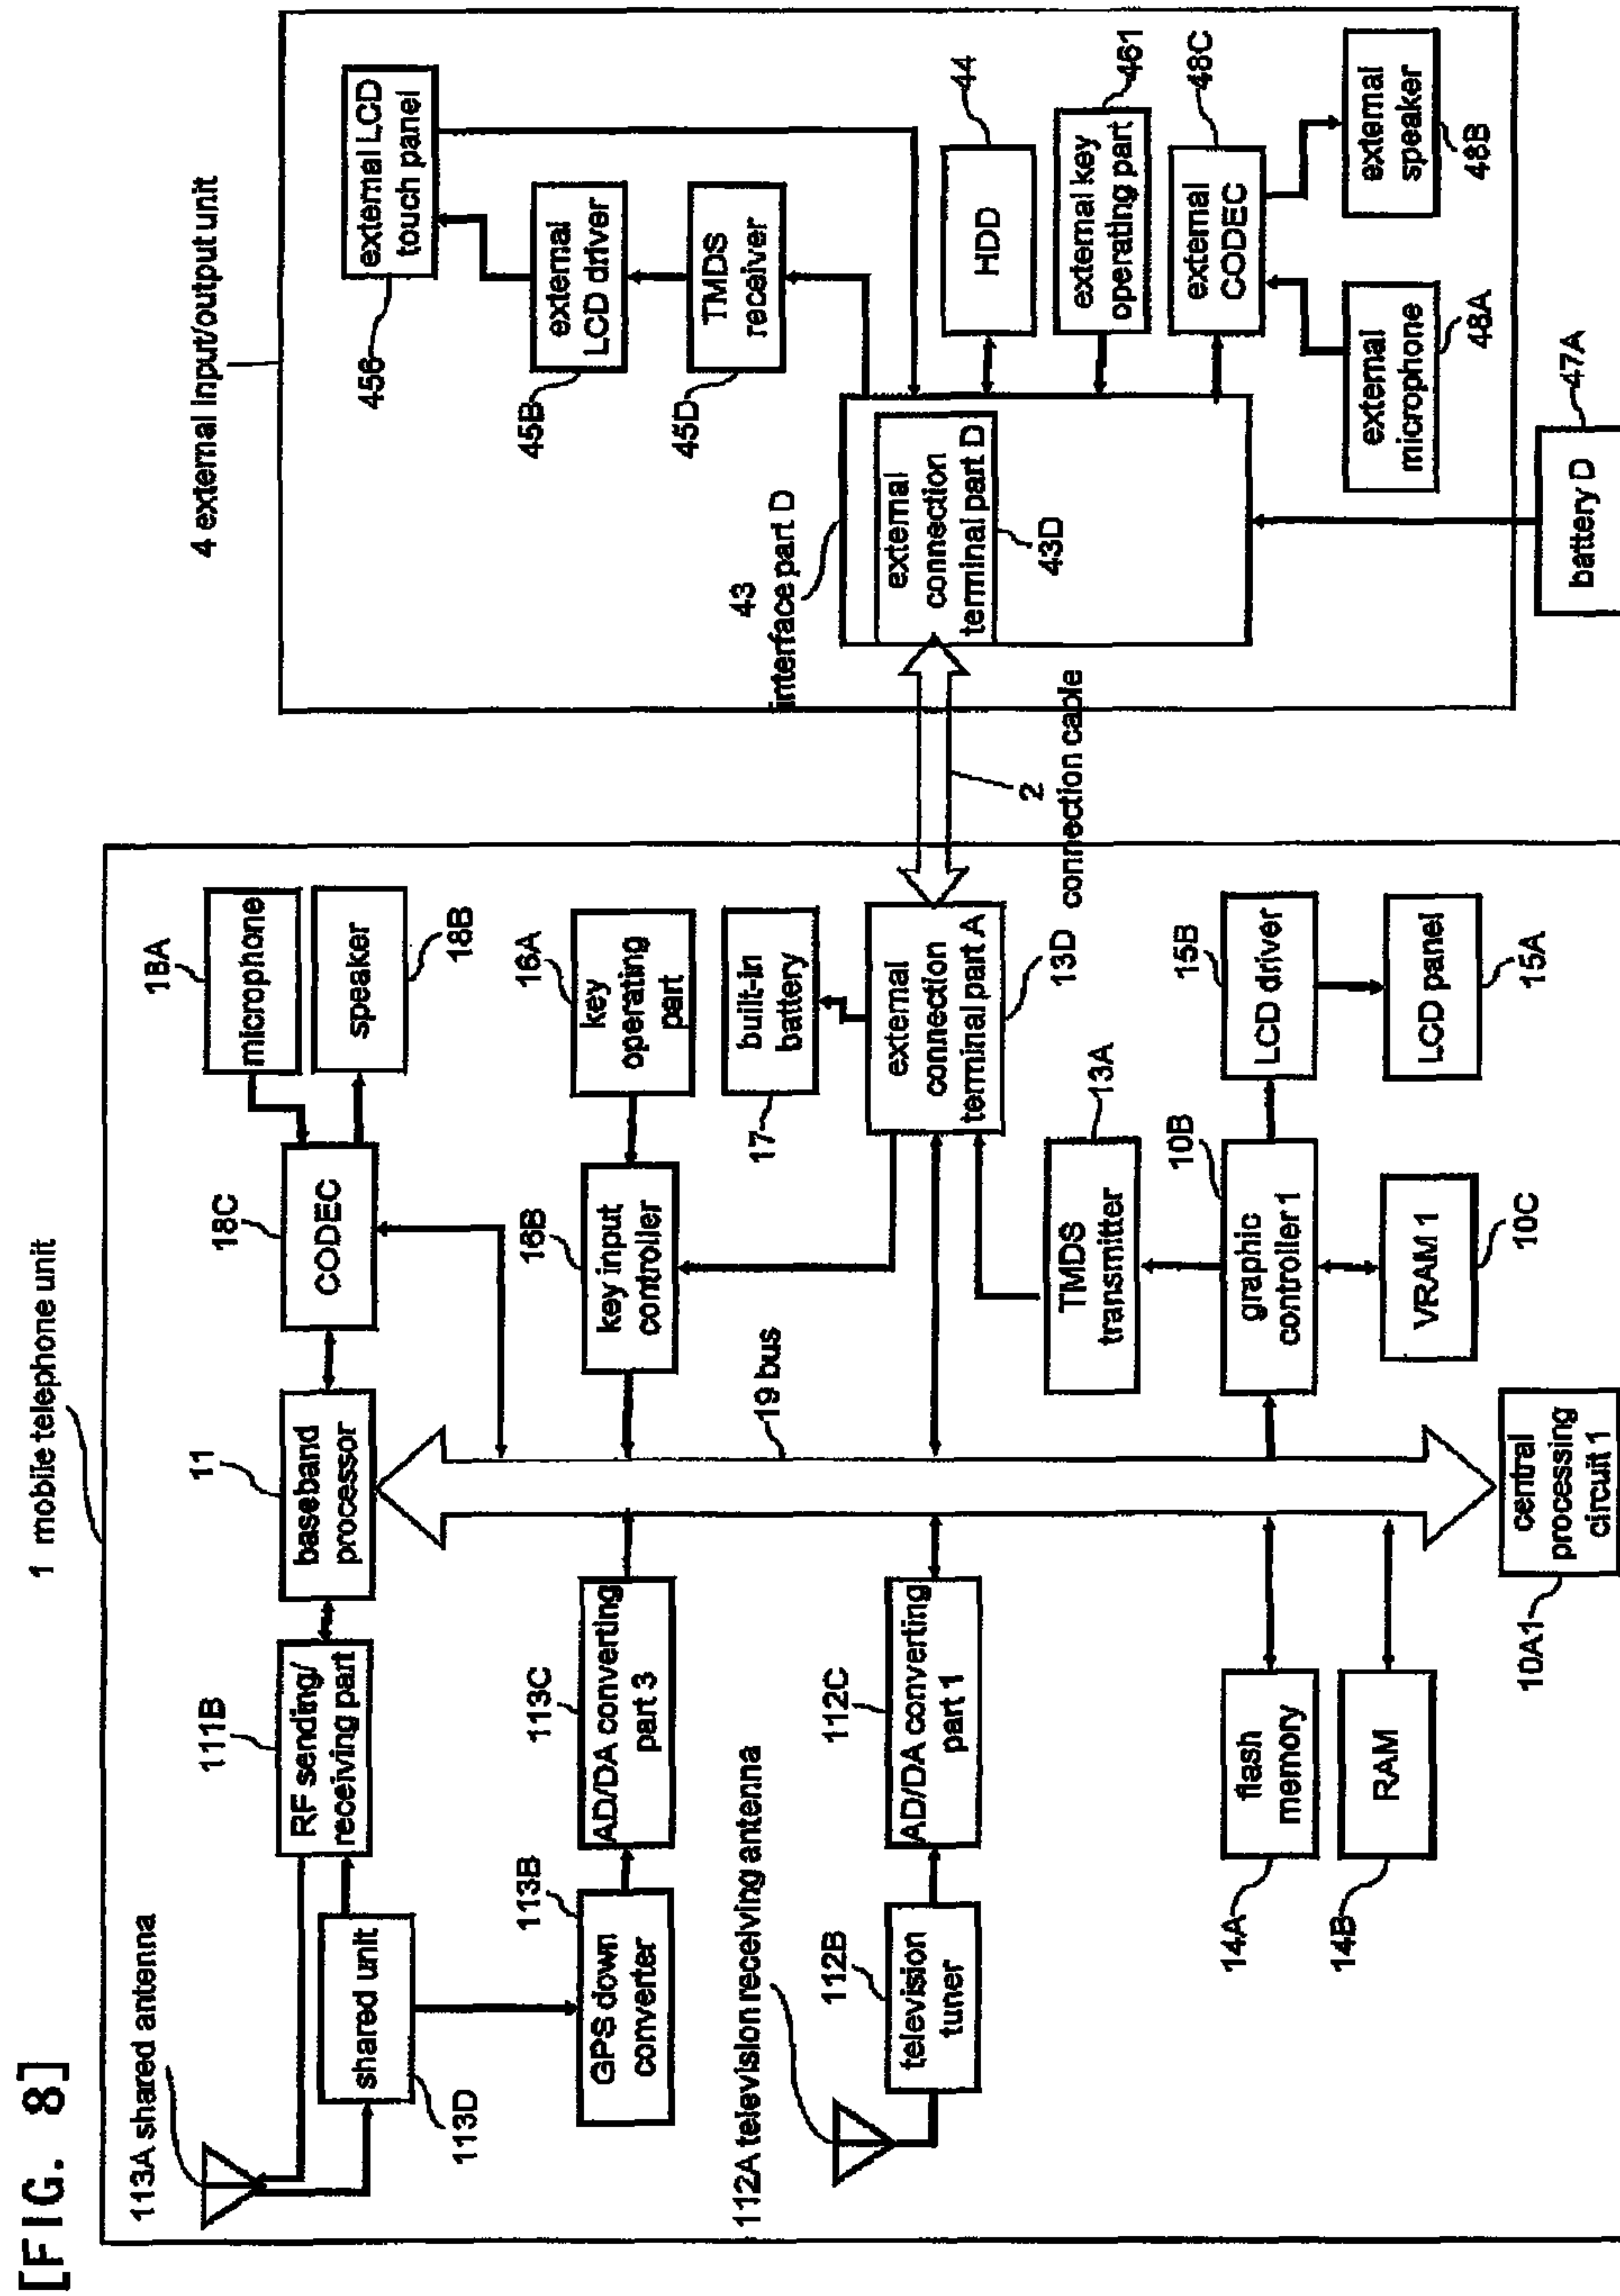 [FIG. 8]
1 mobile telephone unit
113A shared antenna
shared unit
113D
111B
RF sending/
receiving part
11
baseband
processor
18C
CODEC
18A
microphone
speaker
18B
113B
GPS down
converter
113C
AD/DA converting
part 3
16B
key input
controller
16A
key
operating
part
17
built-in
battery
19 bus
112A television receiving antenna
112B
television
tuner
112C
AD/DA converting
part 1
external
connection
terminal part A
13D
TMDS
transmitter
13A
14A
flash
memory
14B
RAM
10B
graphic
controller1
15B
LCD driver
VRAM 1
10C
LCD panel
15A
10A1
central
processing
circuit 1
2
connection cable
4 external input/output unit
456
external LCD
touch panel
45B
external
LCD driver
45D
TMDS
receiver
43
interface part D
external
connection
terminal part D
43D
HDD
44
external key
operating part
461
external
CODEC
48C
external
microphone
48A
external
speaker
48B
battery D
47A